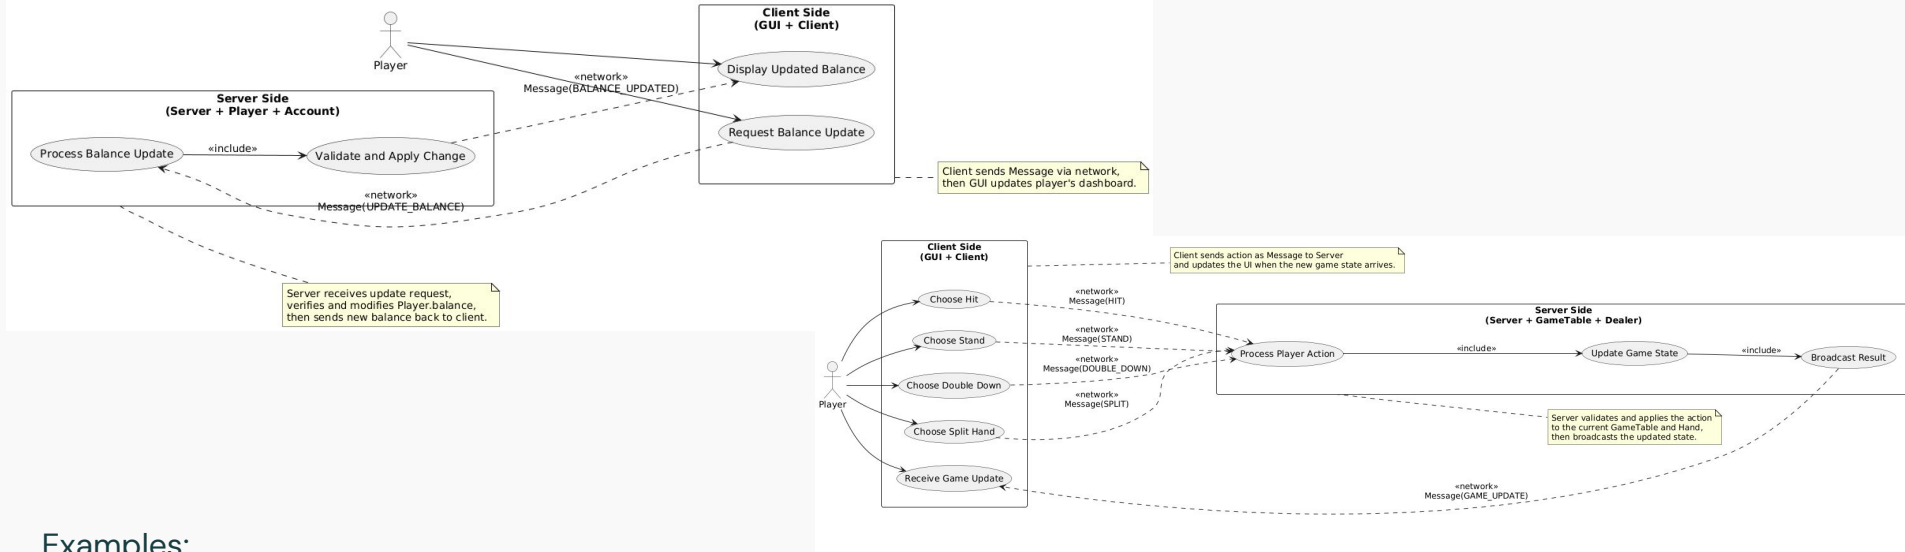 Player
Client Side
(GUI + Client)
Display Updated Balance
Request Balance Update
«network»
Message(BALANCE_UPDATED)
Server Side
(Server + Player + Account)
Process Balance Update
«include»
Validate and Apply Change
«network»
Message(UPDATE_BALANCE)
Client sends Message via network,
then GUI updates player's dashboard.
Server receives update request,
verifies and modifies Player.balance,
then sends new balance back to client.
Player
Client Side
(GUI + Client)
Choose Hit
Choose Stand
Choose Double Down
Choose Split Hand
Receive Game Update
Client sends action as Message to Server
and updates the UI when the new game state arrives.
«network»
Message(HIT)
«network»
Message(STAND)
«network»
Message(DOUBLE_DOWN)
«network»
Message(SPLIT)
Server Side
(Server + GameTable + Dealer)
Process Player Action
«include»
Update Game State
«include»
Broadcast Result
Server validates and applies the action
to the current GameTable and Hand,
then broadcasts the updated state.
«network»
Message(GAME_UPDATE)
Examples: